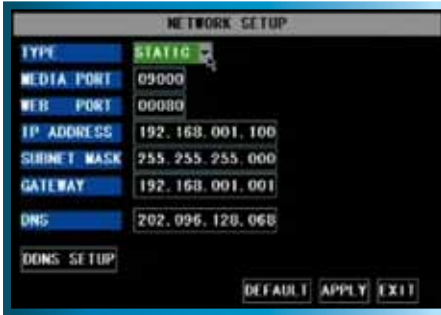 NETWORK SETUP
TYPE STATIC
MEDIA PORT 09000
WEB PORT 00080
IP ADDRESS 192.168.001.100
SUBNET MASK 255.255.255.000
GATEWAY 192.168.001.001
DNS 202.096.128.068
DDNS SETUP
DEFAULT APPLY EXIT